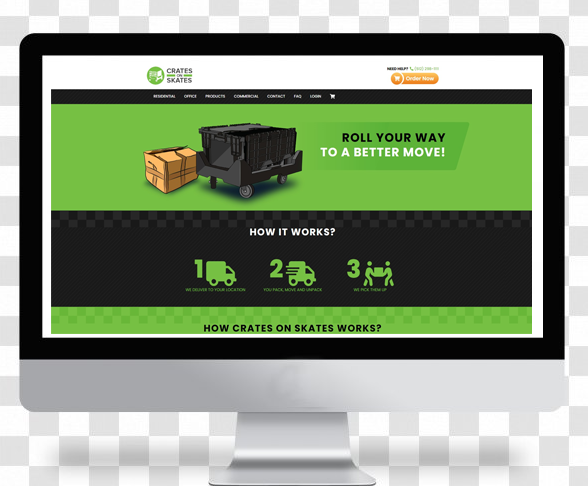 CRATES
ON
SKATES
NEED HELP?
Order Now
RESIDENTIAL OFFICE PRODUCTS COMMERCIAL CONTACT FAQ LOGIN
ROLL YOUR WAY
TO A BETTER MOVE!
HOW IT WORKS?
1 2 3
WE DELIVER TO YOUR LOCATION YOU PACK, MOVE AND UNPACK WE PICK THEM UP
HOW CRATES ON SKATES WORKS?